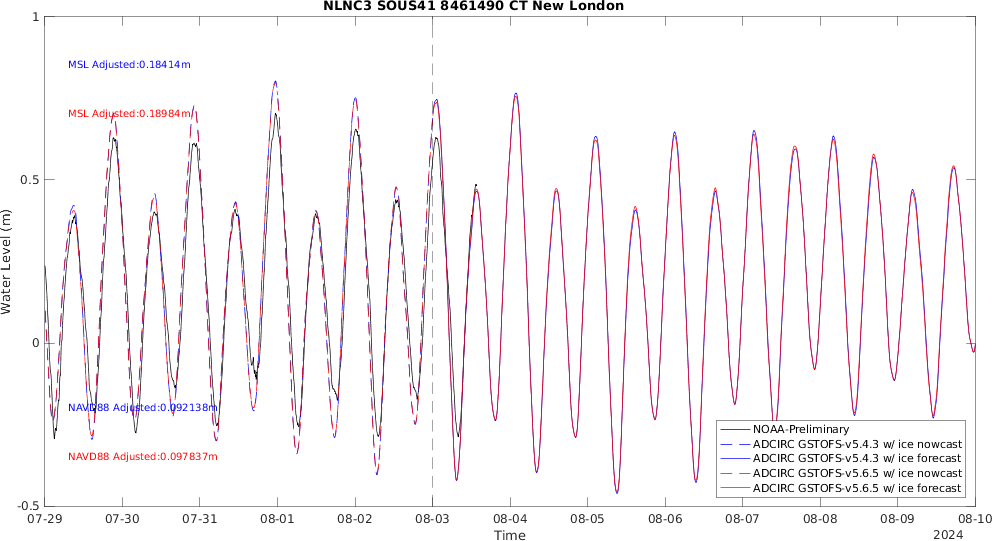 NLNC3 SOUS41 8461490 CT New London
1
0.5
0
-0.5
Water Level (m)
MSL Adjusted:0.18414m
MSL Adjusted:0.18984m
NAVD88 Adjusted:0.092138m
NAVD88 Adjusted:0.097837m
NOAA-Preliminary
ADCIRC GSTOFS-v5.4.3 w/ ice nowcast
ADCIRC GSTOFS-v5.4.3 w/ ice forecast
ADCIRC GSTOFS-v5.6.5 w/ ice nowcast
ADCIRC GSTOFS-v5.6.5 w/ ice forecast
07-29 07-30 07-31 08-01 08-02 08-03 08-04 08-05 08-06 08-07 08-08 08-09 08-10
Time
2024